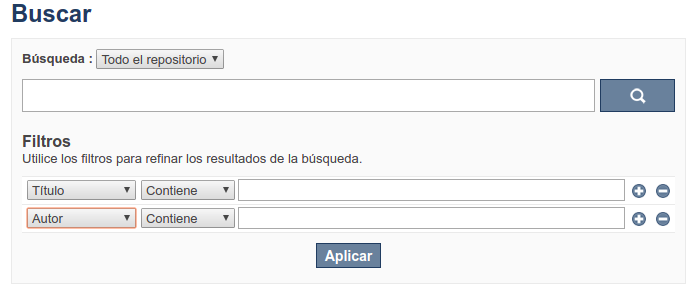 Buscar
Búsqueda : Todo el repositorio
Filtros
Utilice los filtros para refinar los resultados de la búsqueda.
Título Contiene
Autor Contiene
Aplicar